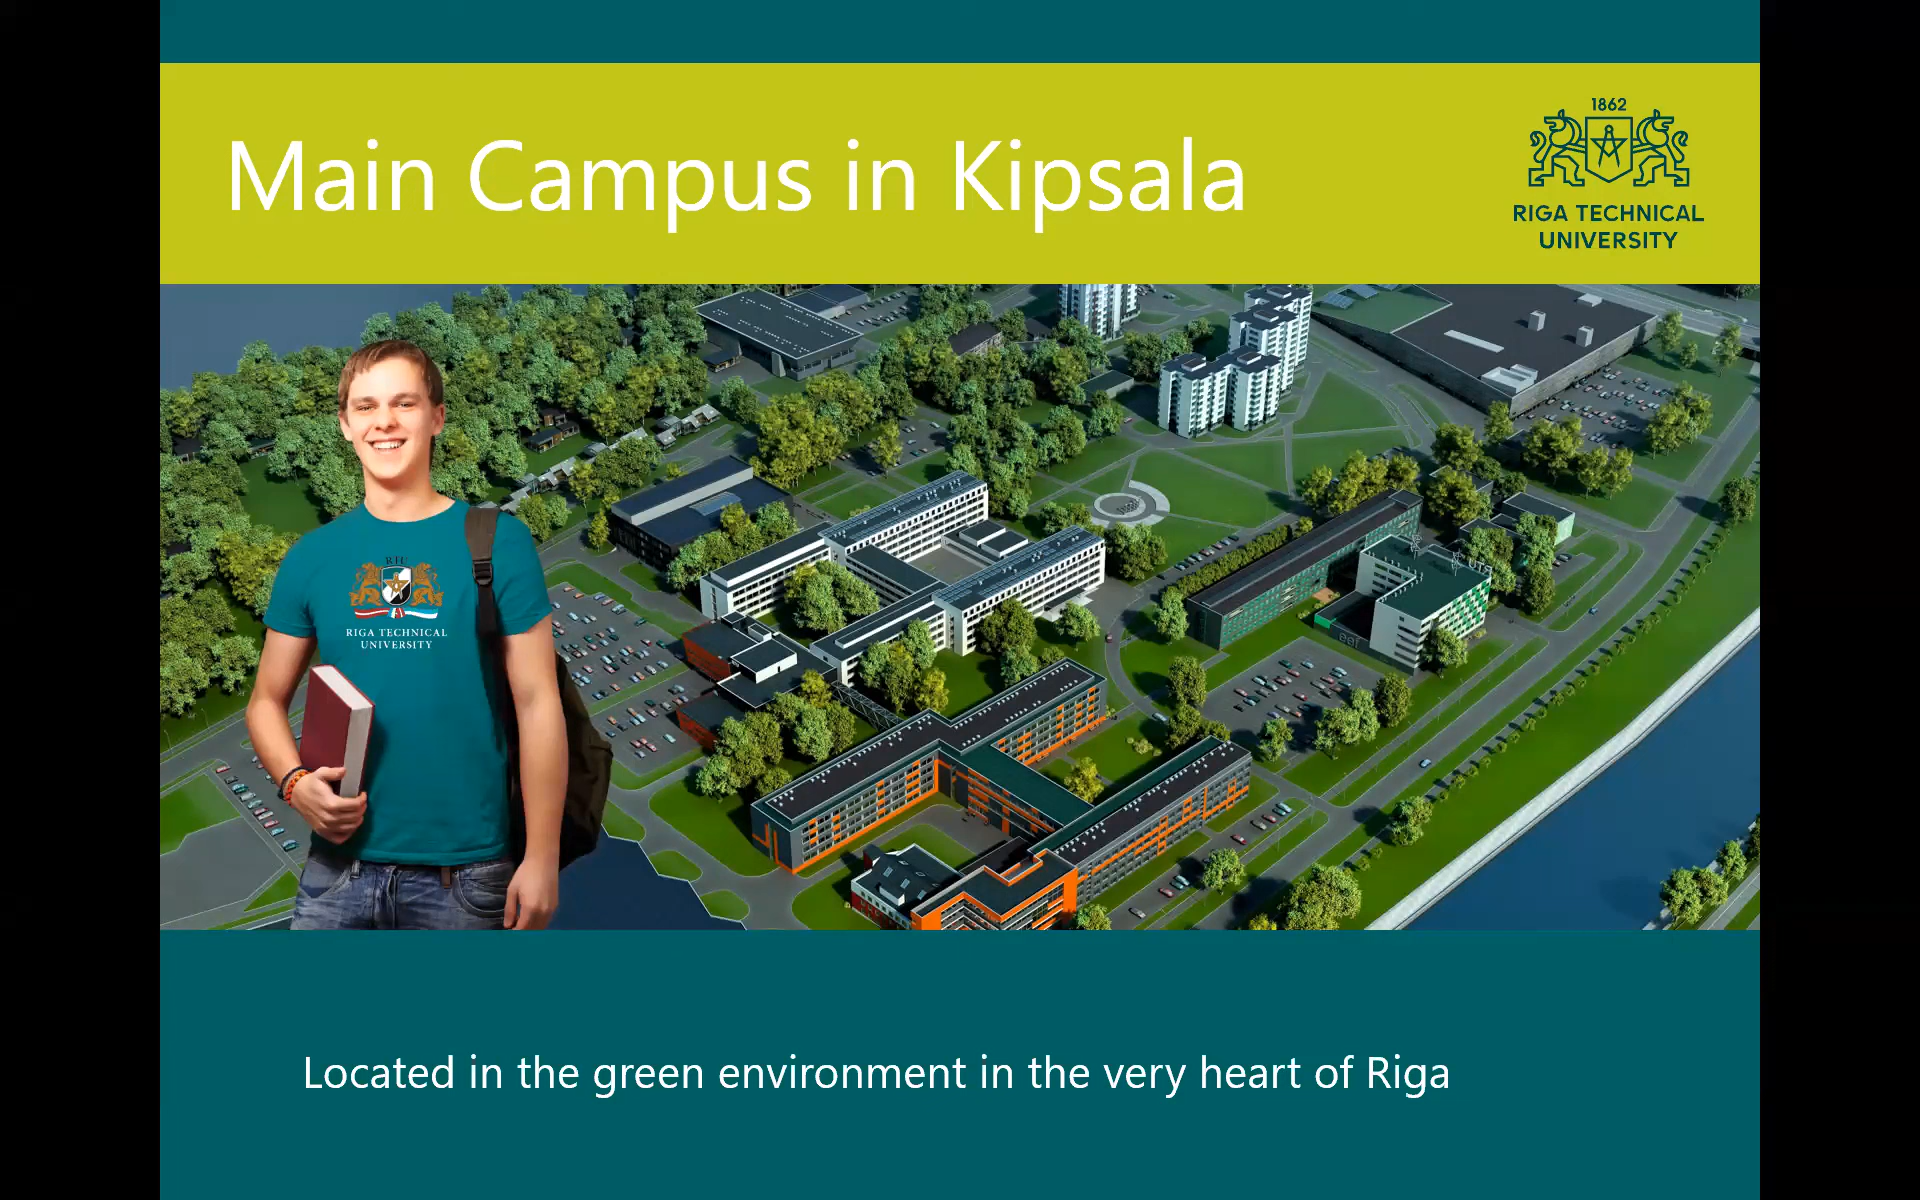 Main Campus in Kipsala
1862
RIGA TECHNICAL
UNIVERSITY
RTU
RIGA TECHNICAL
UNIVERSITY
Located in the green environment in the very heart of Riga